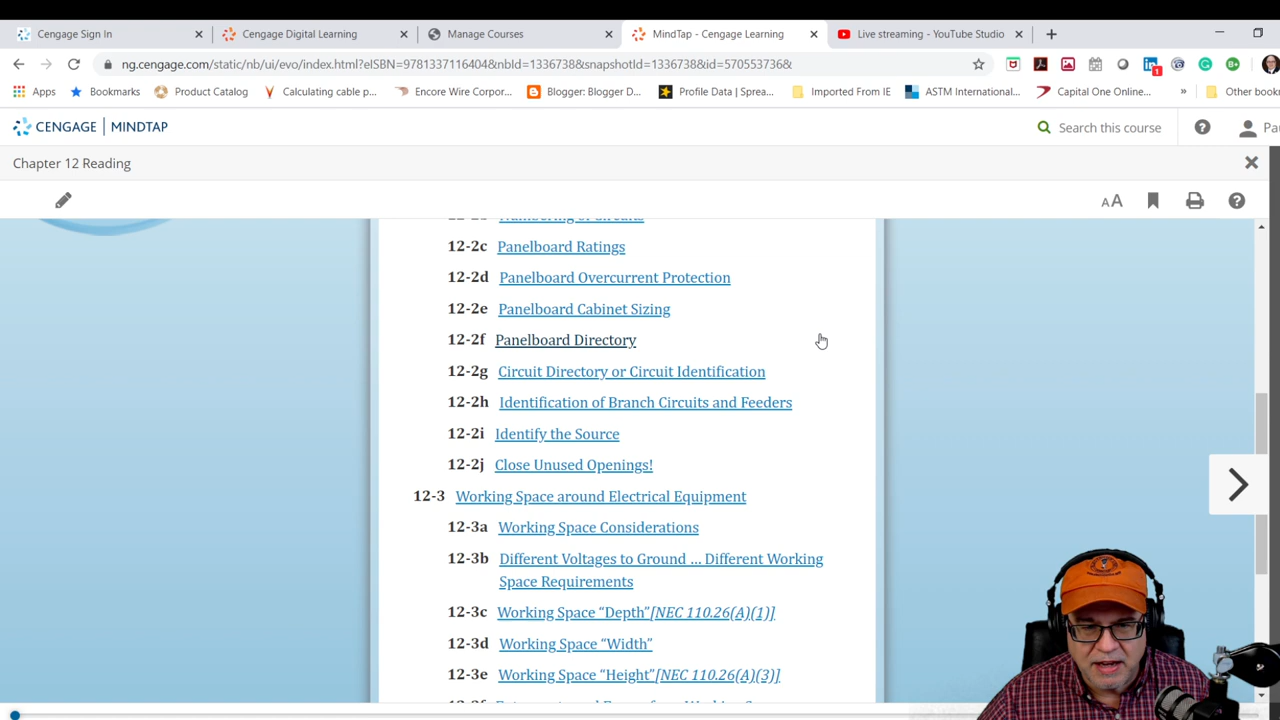 Cengage Sign In
Cengage Digital Learning
Manage Courses
MindTap - Cengage Learning
Live streaming - YouTube Studio
ng.cengage.com/static/nb/ui/evo/index.html?eISBN=9781337116404&nbId=1336738&snapshotId=1336738&id=570553736&
1
Apps
Bookmarks
Product Catalog
Calculating cable p...
Encore Wire Corpor...
Blogger: Blogger D...
Profile Data | Sprea...
Imported From IE
ASTM International...
Capital One Online...
»
Other book
CENGAGE | MINDTAP
Search this course
Pau
Chapter 12 Reading
AA
12-2c Panelboard Ratings
12-2d Panelboard Overcurrent Protection
12-2e Panelboard Cabinet Sizing
12-2f Panelboard Directory
12-2g Circuit Directory or Circuit Identification
12-2h Identification of Branch Circuits and Feeders
12-2i Identify the Source
12-2j Close Unused Openings!
12-3 Working Space around Electrical Equipment
12-3a Working Space Considerations
12-3b Different Voltages to Ground ... Different Working
Space Requirements
12-3c Working Space “Depth”[NEC 110.26(A)(1)]
12-3d Working Space “Width”
12-3e Working Space “Height”[NEC 110.26(A)(3)]